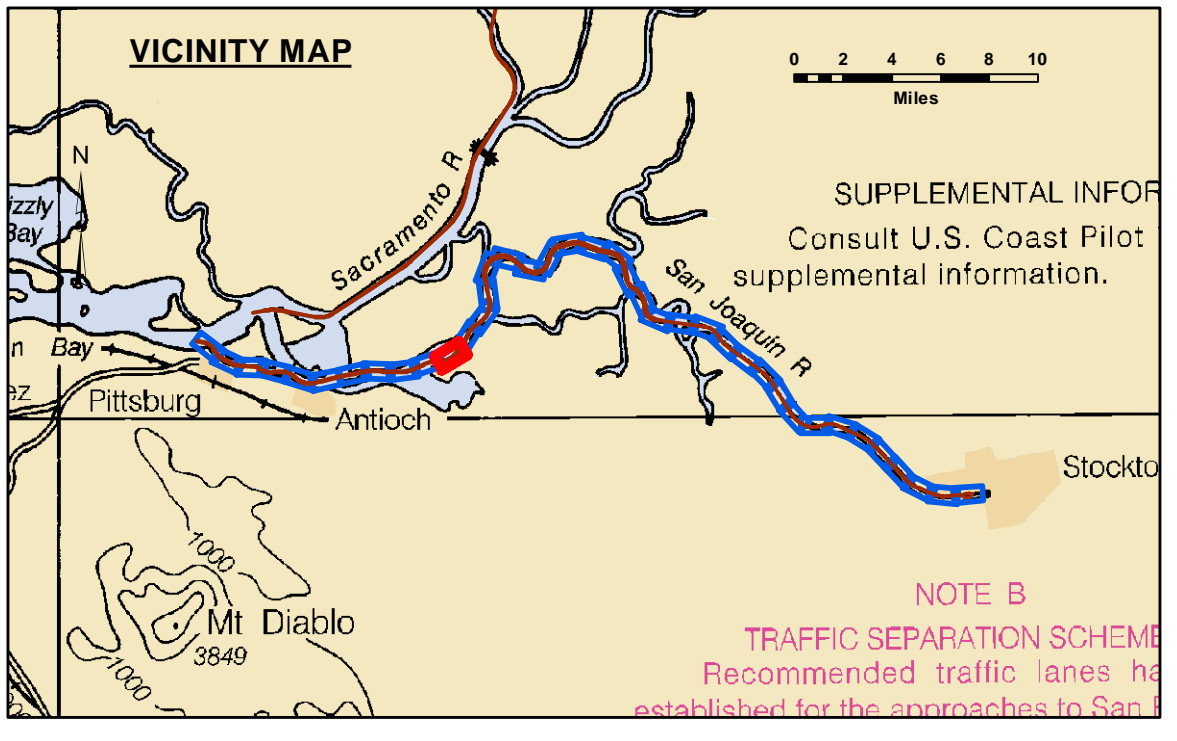 VICINITY MAP
0 2 4 6 8 10
Miles
N
izzly
Bay
Sacramento R
SUPPLEMENTAL INFOR
Consult U.S. Coast Pilot
supplemental information.
San Joaquin R
n Bay
ez
Pittsburg
Antioch
Stockto
1000
Mt Diablo
3849
1000
NOTE B
TRAFFIC SEPARATION SCHEME
Recommended traffic lanes ha
established for the approaches to San F